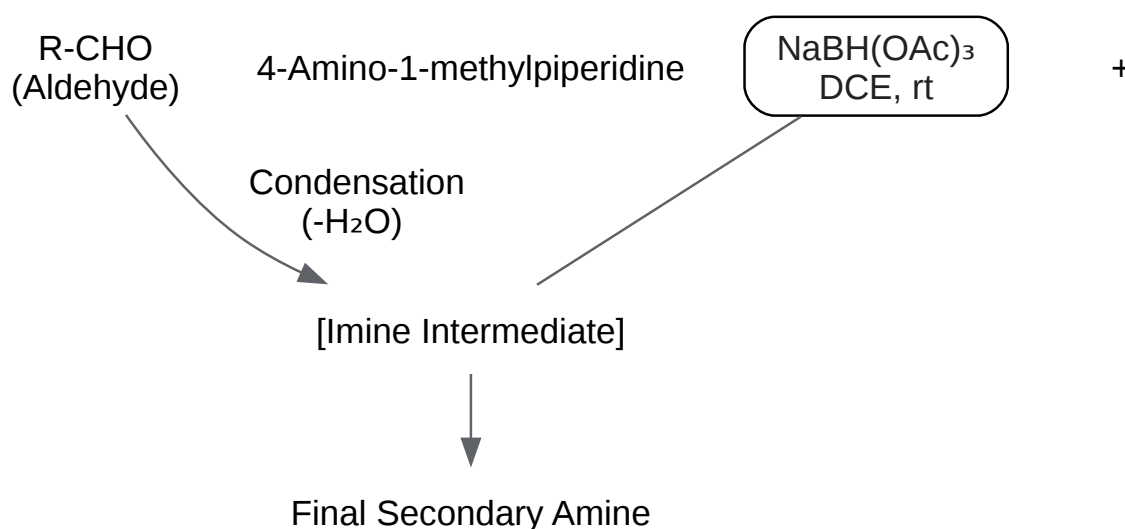 R-CHO
(Aldehyde)
4-Amino-1-methylpiperidine
NaBH(OAc)₃
DCE, rt
+
Condensation
(-H₂O)
[Imine Intermediate]
Final Secondary Amine